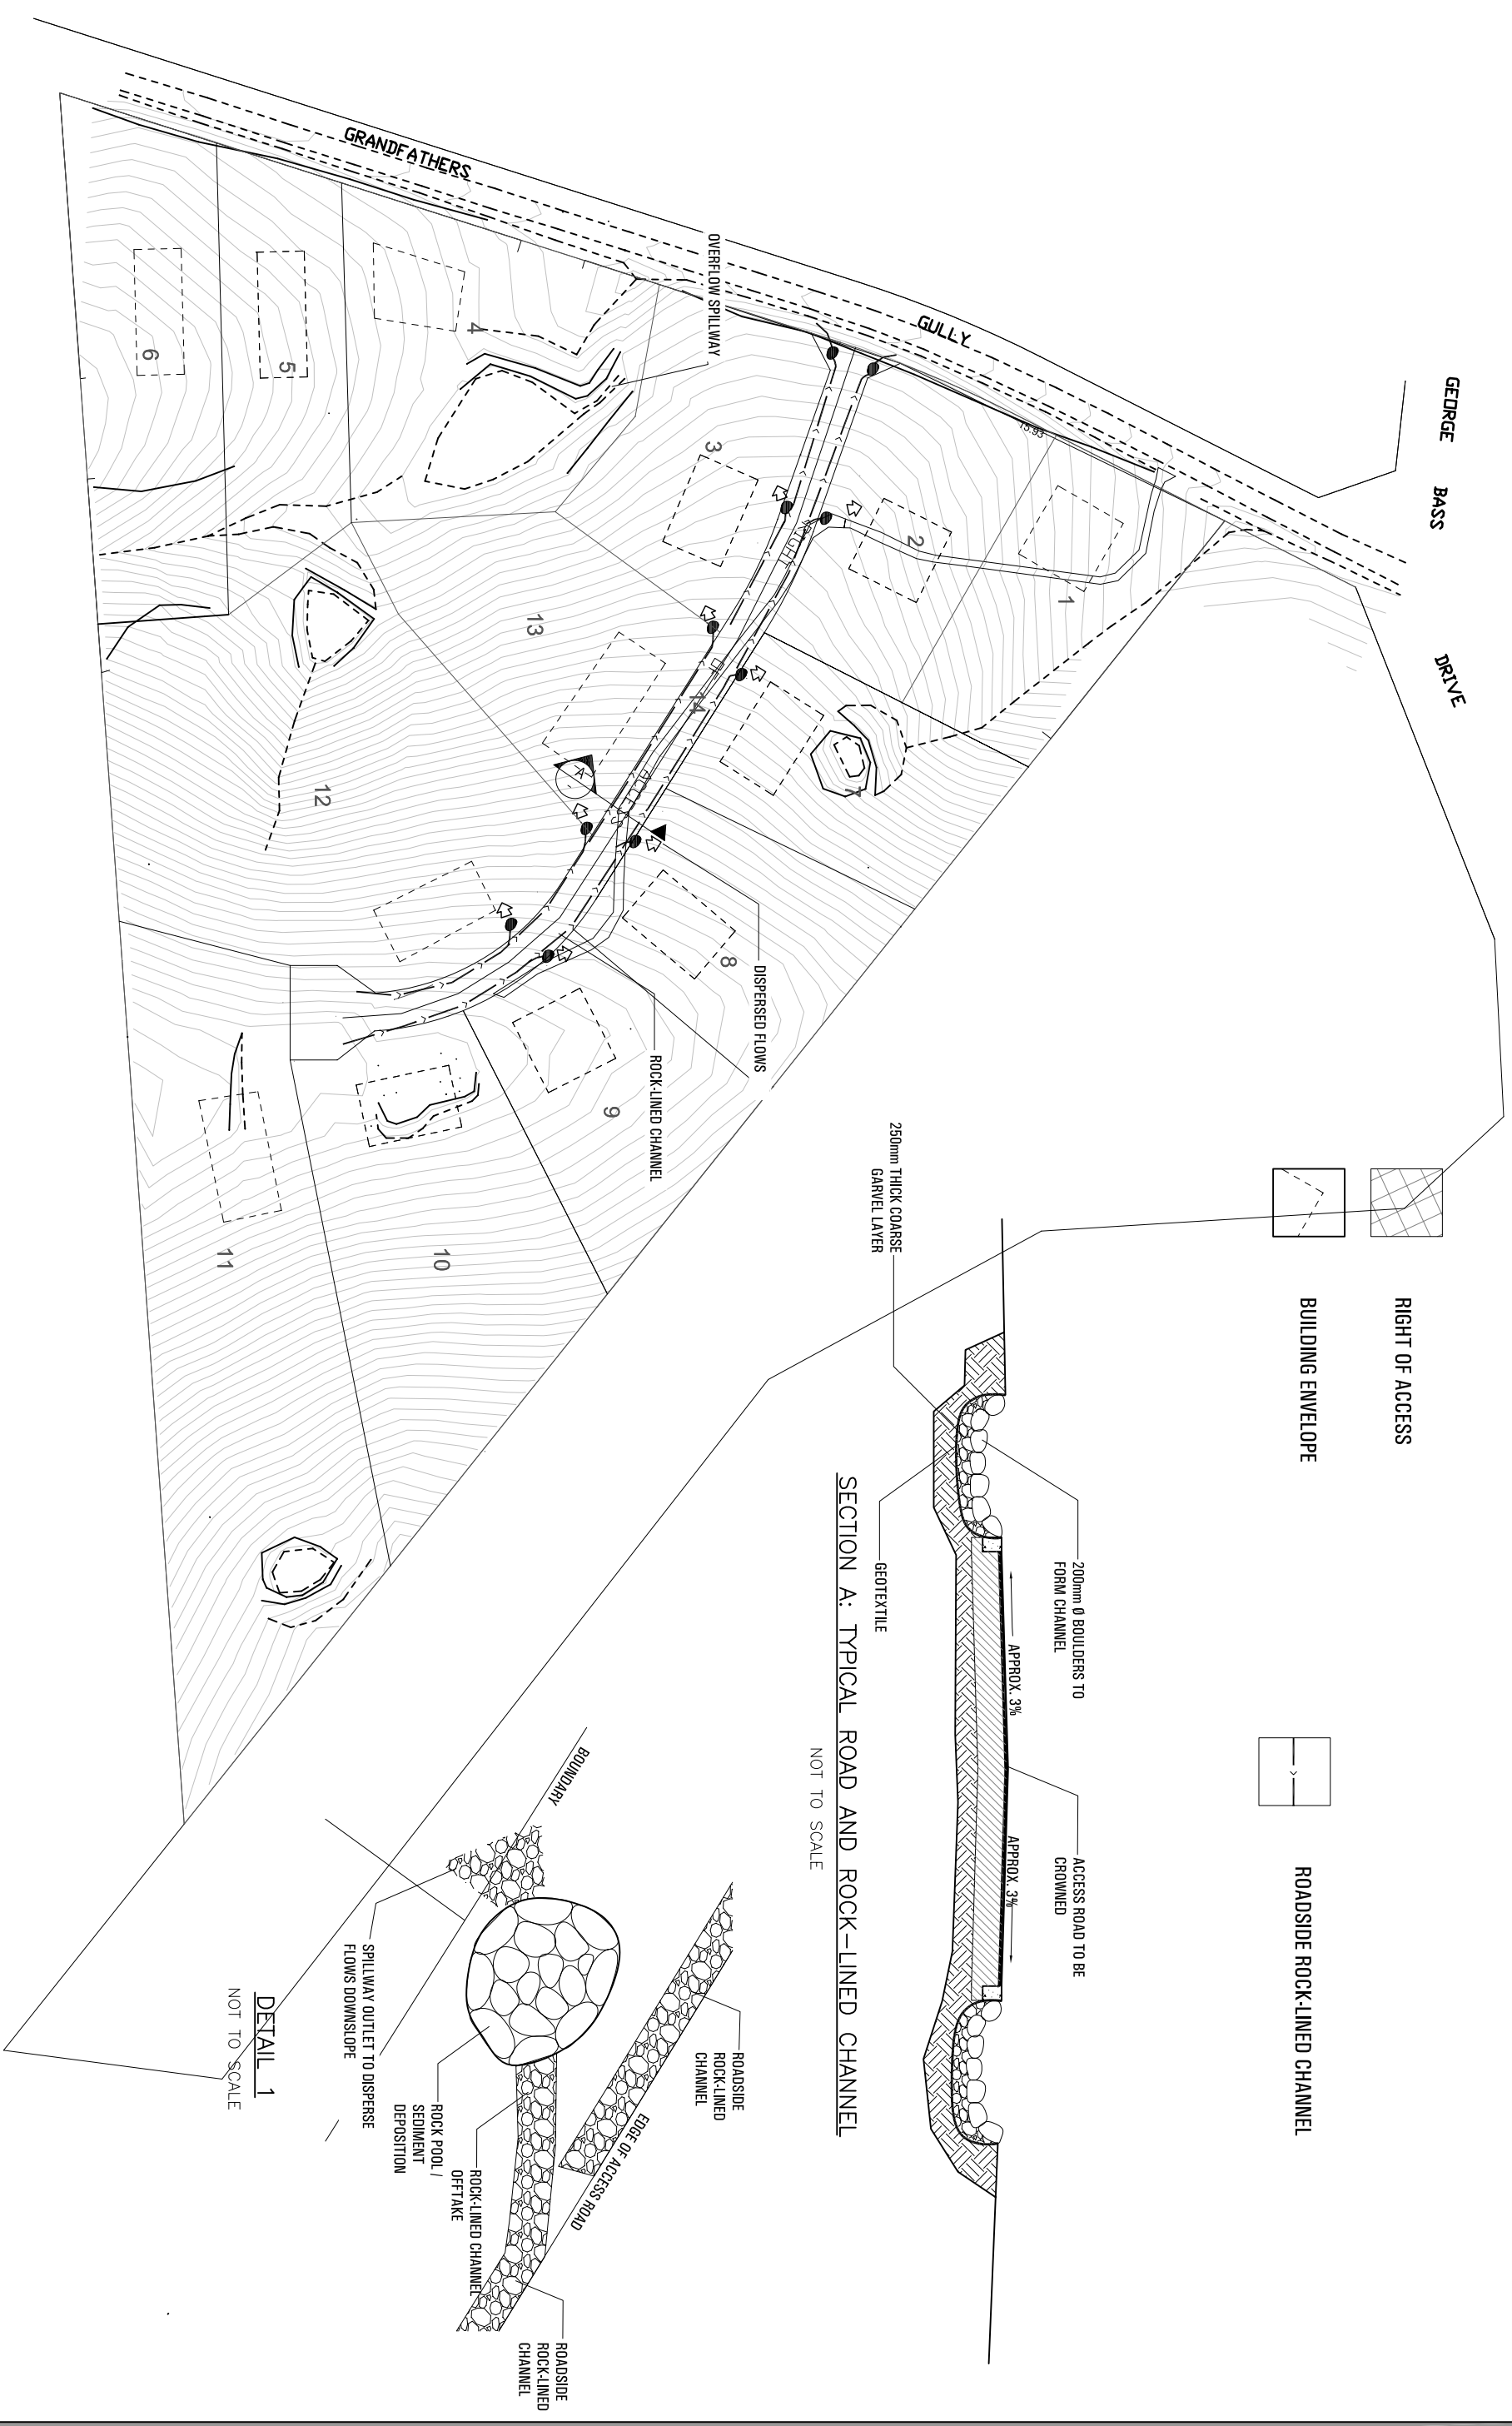 GEORGE
BASS
DRIVE
GRANDFATHERS
GULLY
OVERFLOW SPILLWAY
75.93
1
2
3
4
5
6
7
8
9
10
11
12
13
14
A
-
RIGHT
DISPERSED FLOWS
ROCK-LINED CHANNEL
RIGHT OF ACCESS
BUILDING ENVELOPE
ROADSIDE ROCK-LINED CHANNEL
250mm THICK COARSE
GARVEL LAYER
200mm Ø BOULDERS TO
FORM CHANNEL
APPROX. 3%
APPROX. 3%
ACCESS ROAD TO BE
CROWNED
GEOTEXTILE
SECTION A: TYPICAL ROAD AND ROCK-LINED CHANNEL
NOT TO SCALE
BOUNDARY
ROADSIDE
ROCK-LINED
CHANNEL
EDGE OF ACCESS ROAD
SPILLWAY OUTLET TO DISPERSE
FLOWS DOWNSLOPE
ROCK POOL /
SEDIMENT
DEPOSITION
ROCK-LINED CHANNEL
OFFTAKE
ROADSIDE
ROCK-LINED
CHANNEL
DETAIL 1
NOT TO SCALE